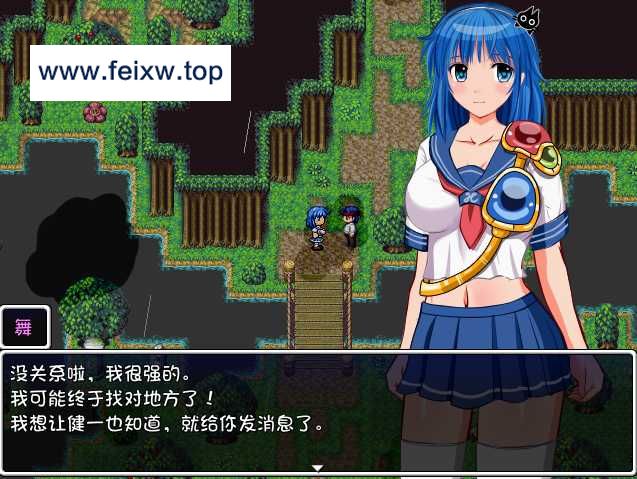 www.feixw.top
舞
没关系啦，我很强的。
我可能终于找对地方了！
我想让健一也知道，就给你发消息了。